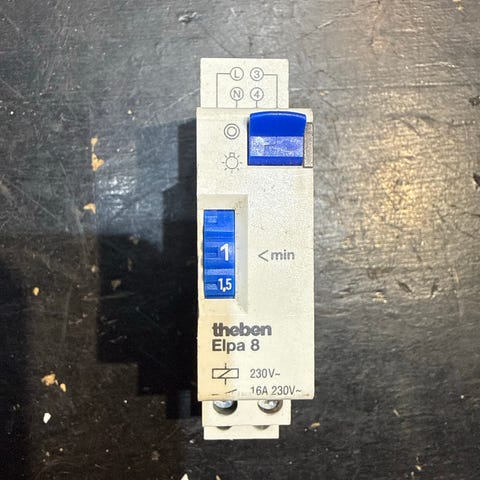 L 3
N 4
1
< min
1,5
theben
Elpa 8
230V~
16A 230V~